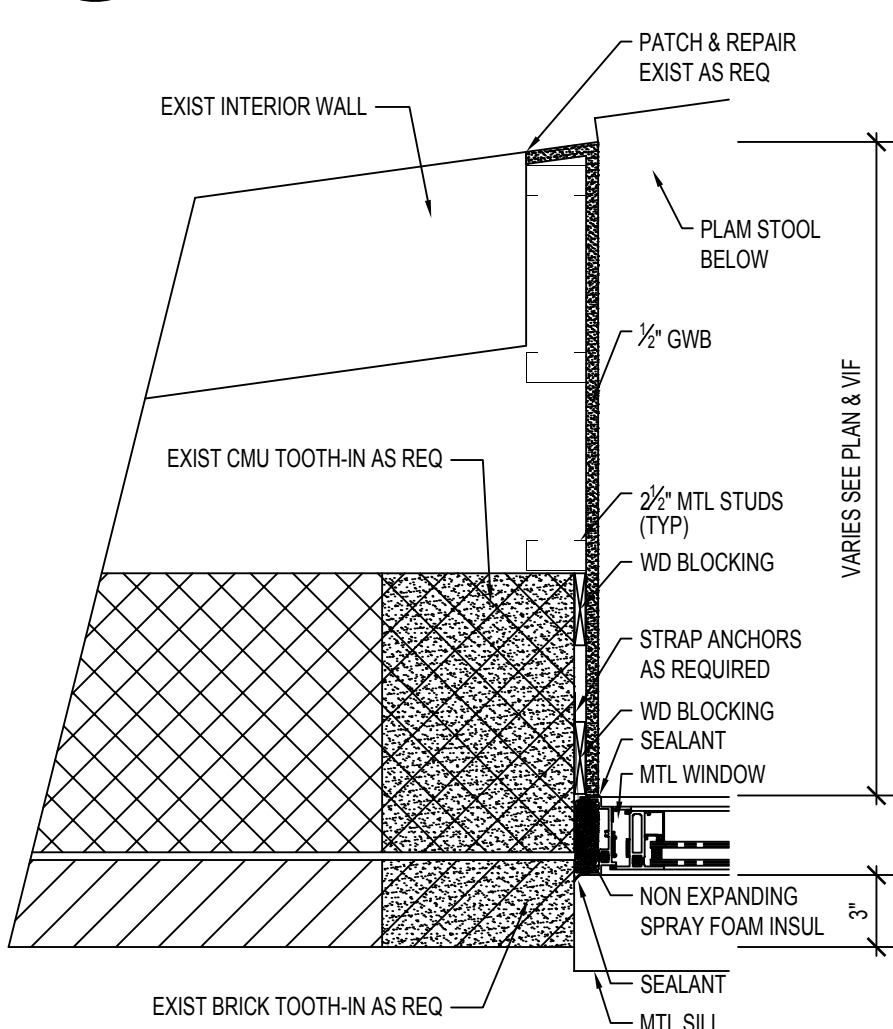 PATCH & REPAIR
EXIST AS REQ
EXIST INTERIOR WALL
PLAM STOOL
BELOW
½" GWB
VARIES SEE PLAN & VIF
EXIST CMU TOOTH-IN AS REQ
2½" MTL STUDS
(TYP)
WD BLOCKING
STRAP ANCHORS
AS REQUIRED
WD BLOCKING
SEALANT
MTL WINDOW
NON EXPANDING
SPRAY FOAM INSUL
3"
SEALANT
EXIST BRICK TOOTH-IN AS REQ
MTL SILL